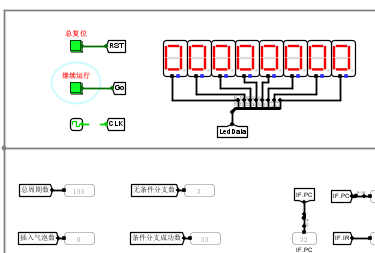 总复位
RST
继续运行
Go
CLK
Led Data
总周期数
155
无条件分支数
3
IF.PC
IF.PC
插入气泡数
0
条件分支成功数
33
32
IF.IR
IF.PC